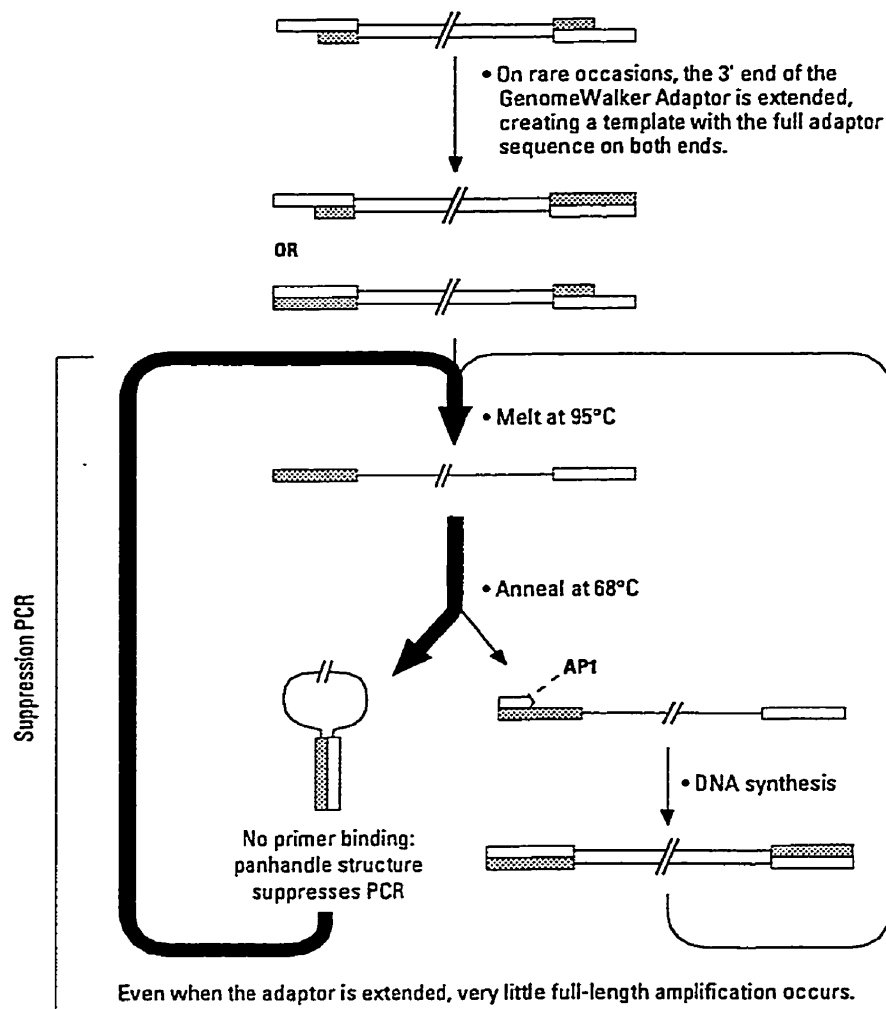 • On rare occasions, the 3' end of the
GenomeWalker Adaptor is extended,
creating a template with the full adaptor
sequence on both ends.
OR
• Melt at 95°C
• Anneal at 68°C
AP1
• DNA synthesis
No primer binding:
panhandle structure
suppresses PCR
Suppression PCR
Even when the adaptor is extended, very little full-length amplification occurs.